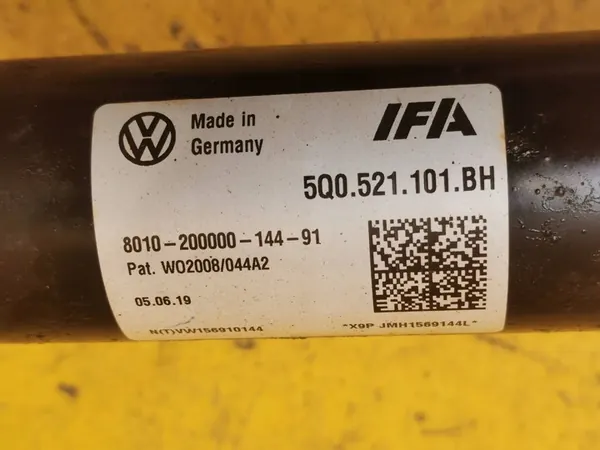 VW
Made in
Germany
IFA
5Q0.521.101.BH
8010-200000-144-91
Pat. WO2008/044A2
05.06.19
N(T)VW156910144
*X9P JMH1569144L*